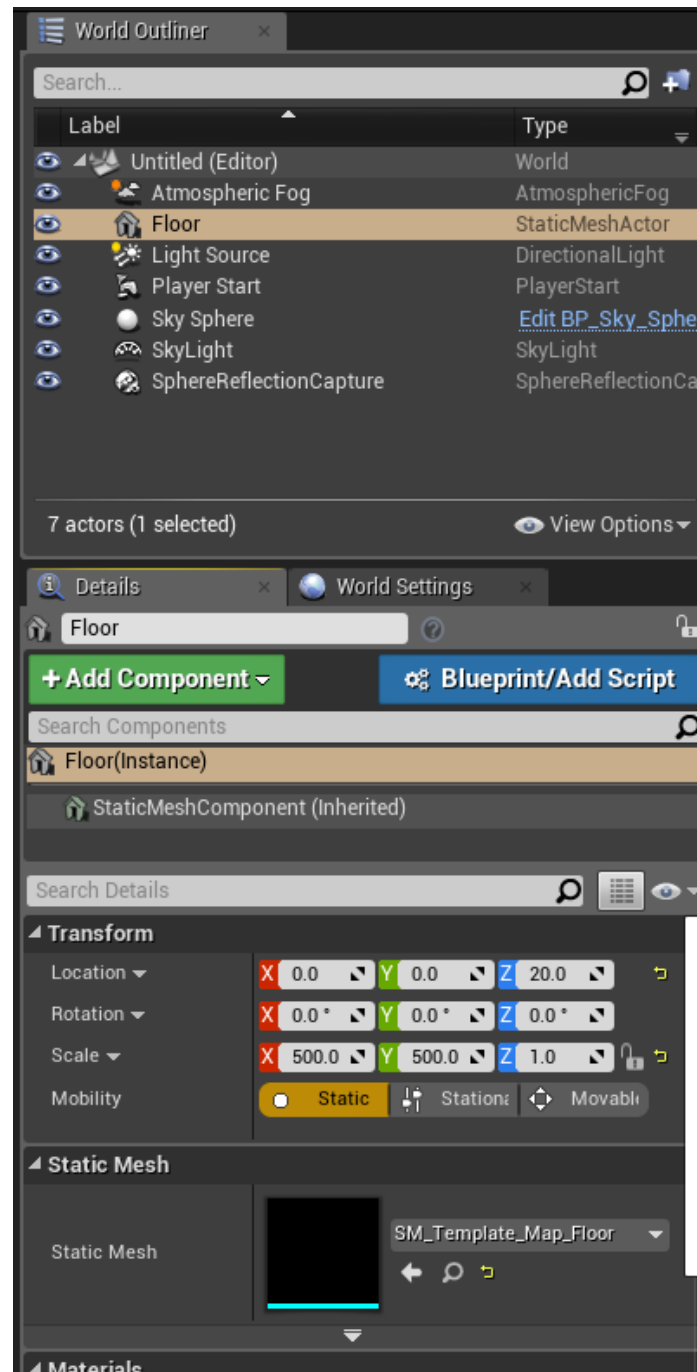 World Outliner
Search...
Label Type
Untitled (Editor) World
Atmospheric Fog AtmosphericFog
Floor StaticMeshActor
Light Source DirectionalLight
Player Start PlayerStart
Sky Sphere Edit BP_Sky_Sphe
SkyLight SkyLight
SphereReflectionCapture SphereReflectionCa
7 actors (1 selected) View Options
Details World Settings
Floor
+ Add Component Blueprint/Add Script
Search Components
Floor(Instance)
StaticMeshComponent (Inherited)
Search Details
Transform
Location X 0.0 Y 0.0 Z 20.0
Rotation X 0.0 ° Y 0.0 ° Z 0.0 °
Scale X 500.0 Y 500.0 Z 1.0
Mobility Static Stationa Movabl
Static Mesh
Static Mesh SM_Template_Map_Floor
Materials